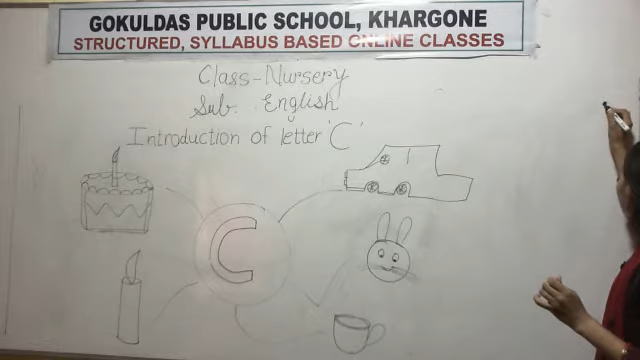 GOKULDAS PUBLIC SCHOOL, KHARGONE
STRUCTURED, SYLLABUS BASED ONLINE CLASSES
Class-Nursery
Sub. English
Introduction of letter 'C'
C